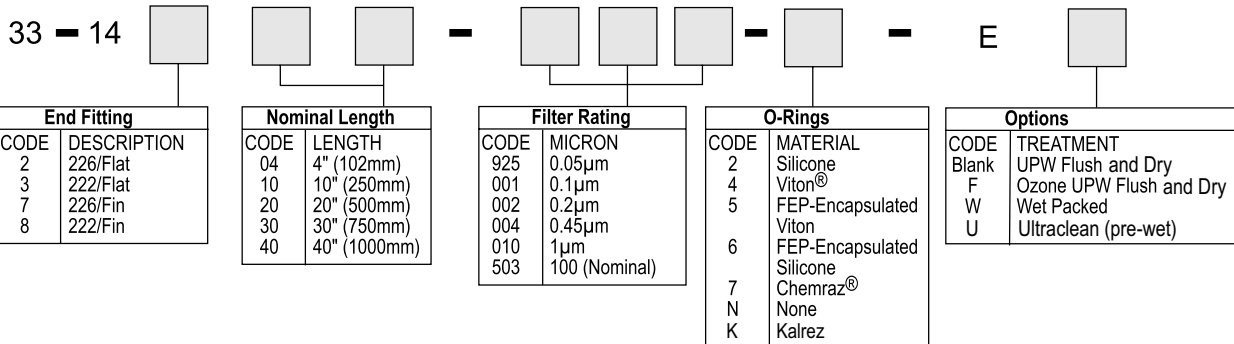 33 – 14 – – – E
End Fitting
CODE DESCRIPTION
2 226/Flat
3 222/Flat
7 226/Fin
8 222/Fin
Nominal Length
CODE LENGTH
04 4" (102mm)
10 10" (250mm)
20 20" (500mm)
30 30" (750mm)
40 40" (1000mm)
Filter Rating
CODE MICRON
925 0.05µm
001 0.1µm
002 0.2µm
004 0.45µm
010 1µm
503 100 (Nominal)
O-Rings
CODE MATERIAL
2 Silicone
4 Viton®
5 FEP-Encapsulated
Viton
6 FEP-Encapsulated
Silicone
7 Chemraz®
N None
K Kalrez
Options
CODE TREATMENT
Blank UPW Flush and Dry
F Ozone UPW Flush and Dry
W Wet Packed
U Ultraclean (pre-wet)